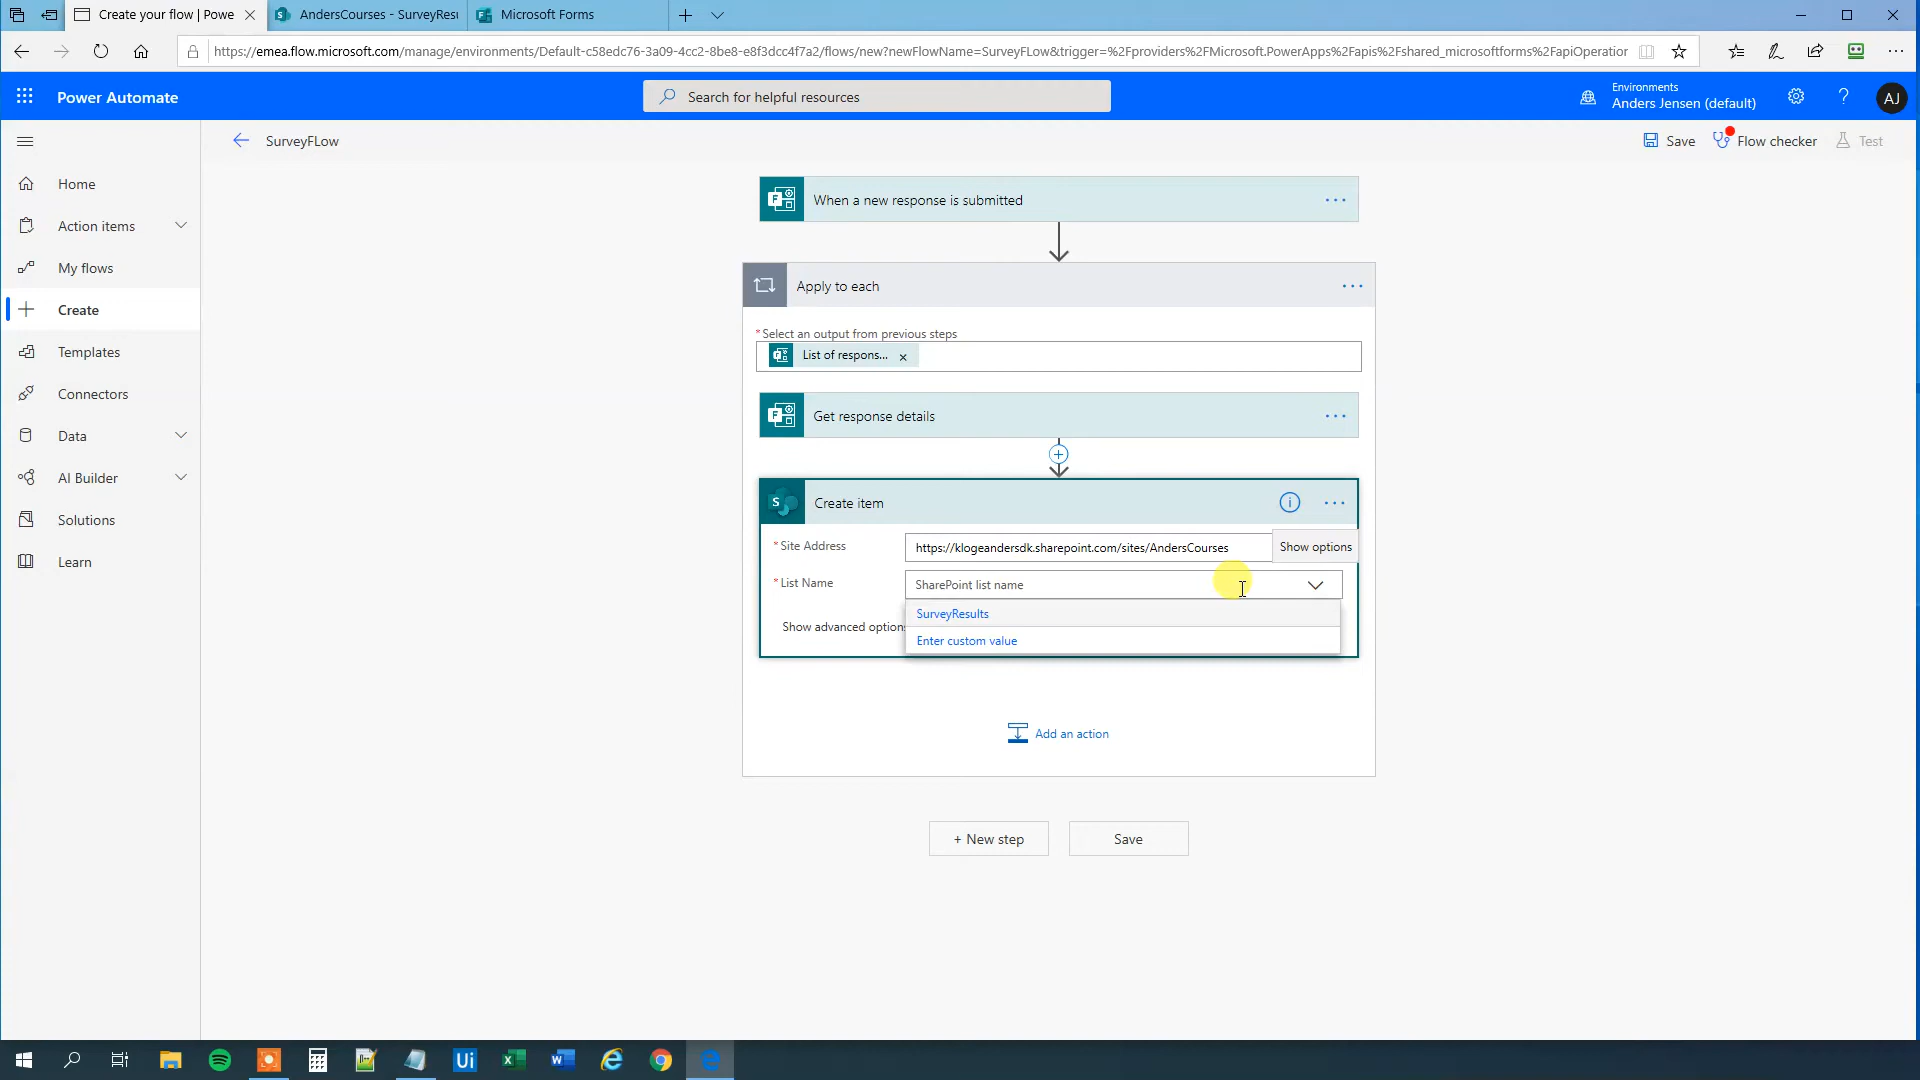 Create your flow | Powe
AndersCourses - SurveyResu
Microsoft Forms
https://emea.flow.microsoft.com/manage/environments/Default-c58edc76-3a09-4cc2-8be8-e8f3dcc4f7a2/flows/new?newFlowName=SurveyFLow&trigger=%2Fproviders%2FMicrosoft.PowerApps%2Fapis%2Fshared_microsoftforms%2FapiOperation
Power Automate
Search for helpful resources
Environments
Anders Jensen (default)
?
AJ
SurveyFLow
Save
Flow checker
Test
Home
Action items
My flows
Create
Templates
Connectors
Data
AI Builder
Solutions
Learn
When a new response is submitted
Apply to each
* Select an output from previous steps
List of respons... ×
Get response details
Create item
* Site Address
https://klogeandersdk.sharepoint.com/sites/AndersCourses
Show options
* List Name
SharePoint list name
SurveyResults
Show advanced option
Enter custom value
Add an action
+ New step
Save